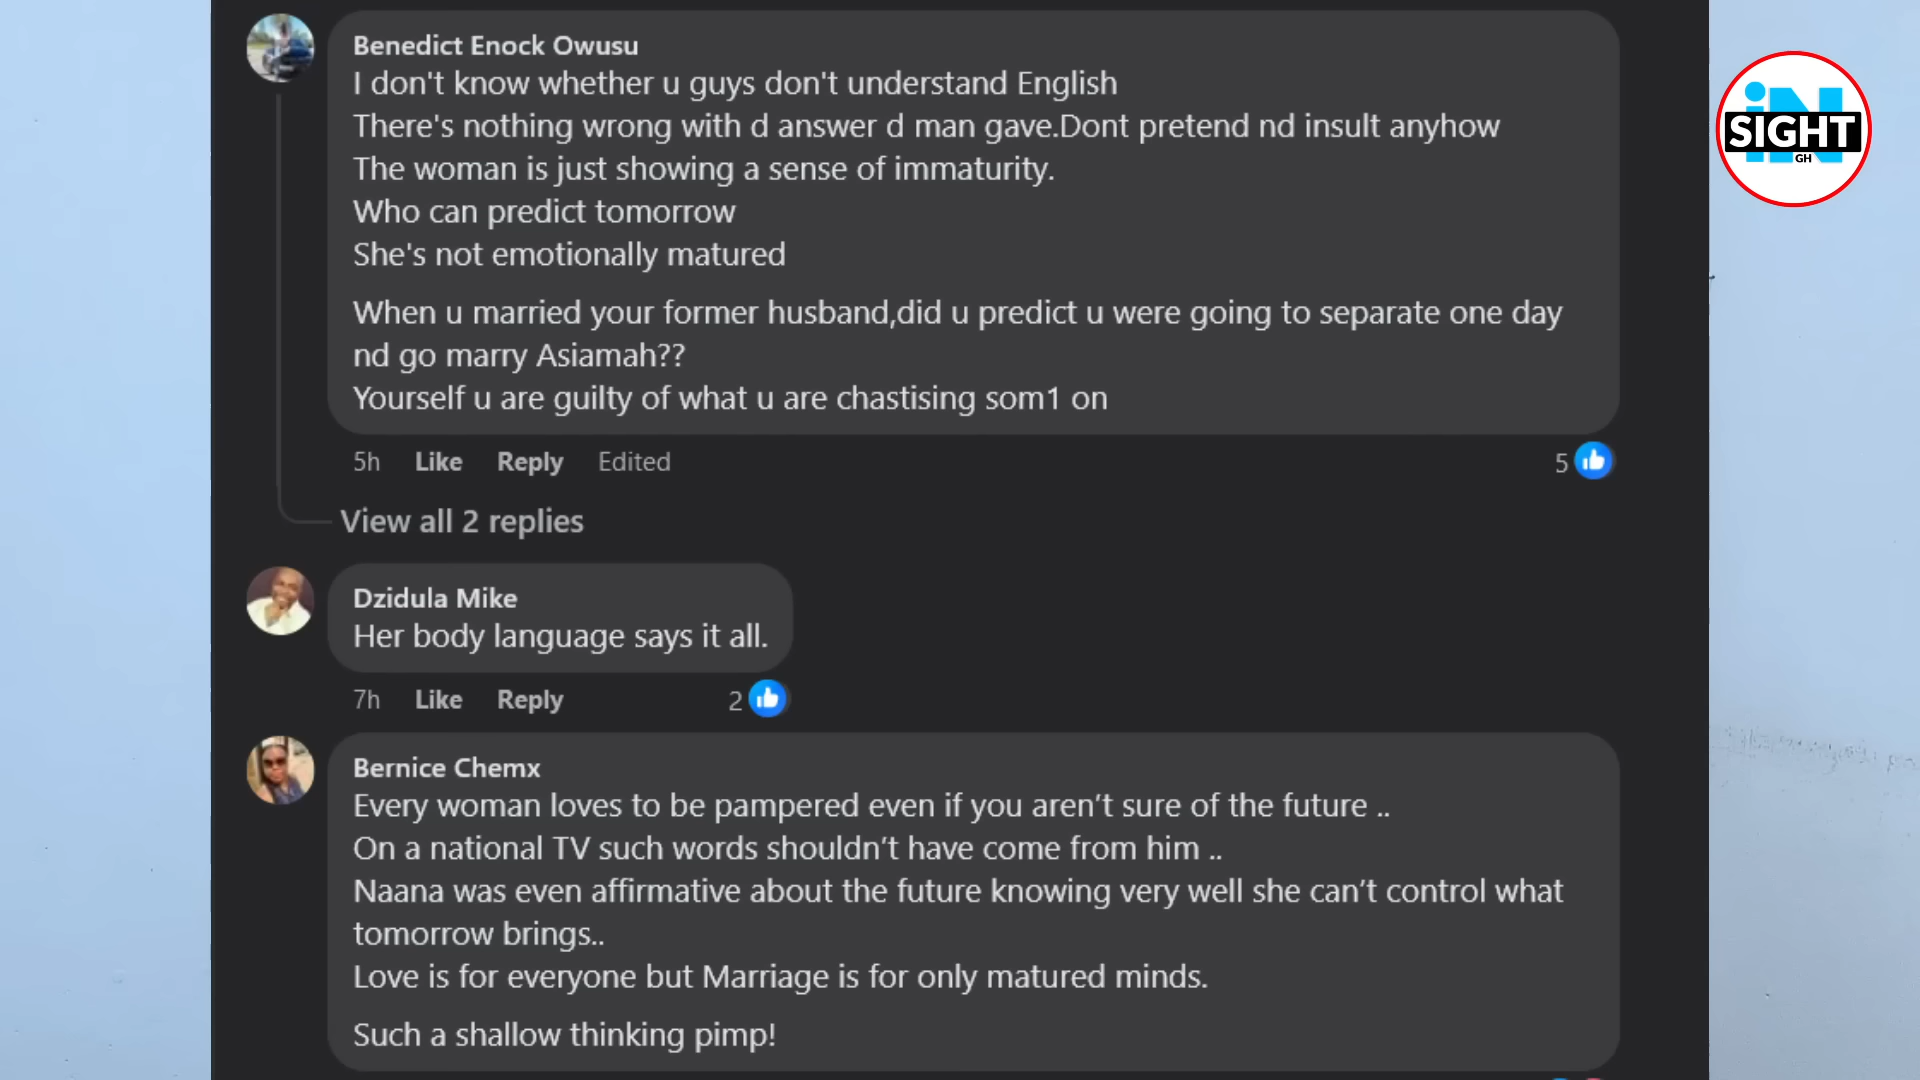 Benedict Enock Owusu
I don't know whether u guys don't understand English
There's nothing wrong with d answer d man gave.Dont pretend nd insult anyhow
The woman is just showing a sense of immaturity.
Who can predict tomorrow
She's not emotionally matured
When u married your former husband,did u predict u were going to separate one day
nd go marry Asiamah??
Yourself u are guilty of what u are chastising som1 on
5h Like Reply Edited 5
View all 2 replies
Dzidula Mike
Her body language says it all.
7h Like Reply 2
Bernice Chemx
Every woman loves to be pampered even if you aren’t sure of the future ..
On a national TV such words shouldn’t have come from him ..
Naana was even affirmative about the future knowing very well she can’t control what
tomorrow brings..
Love is for everyone but Marriage is for only matured minds.
Such a shallow thinking pimp!
iN
SIGHT
GH